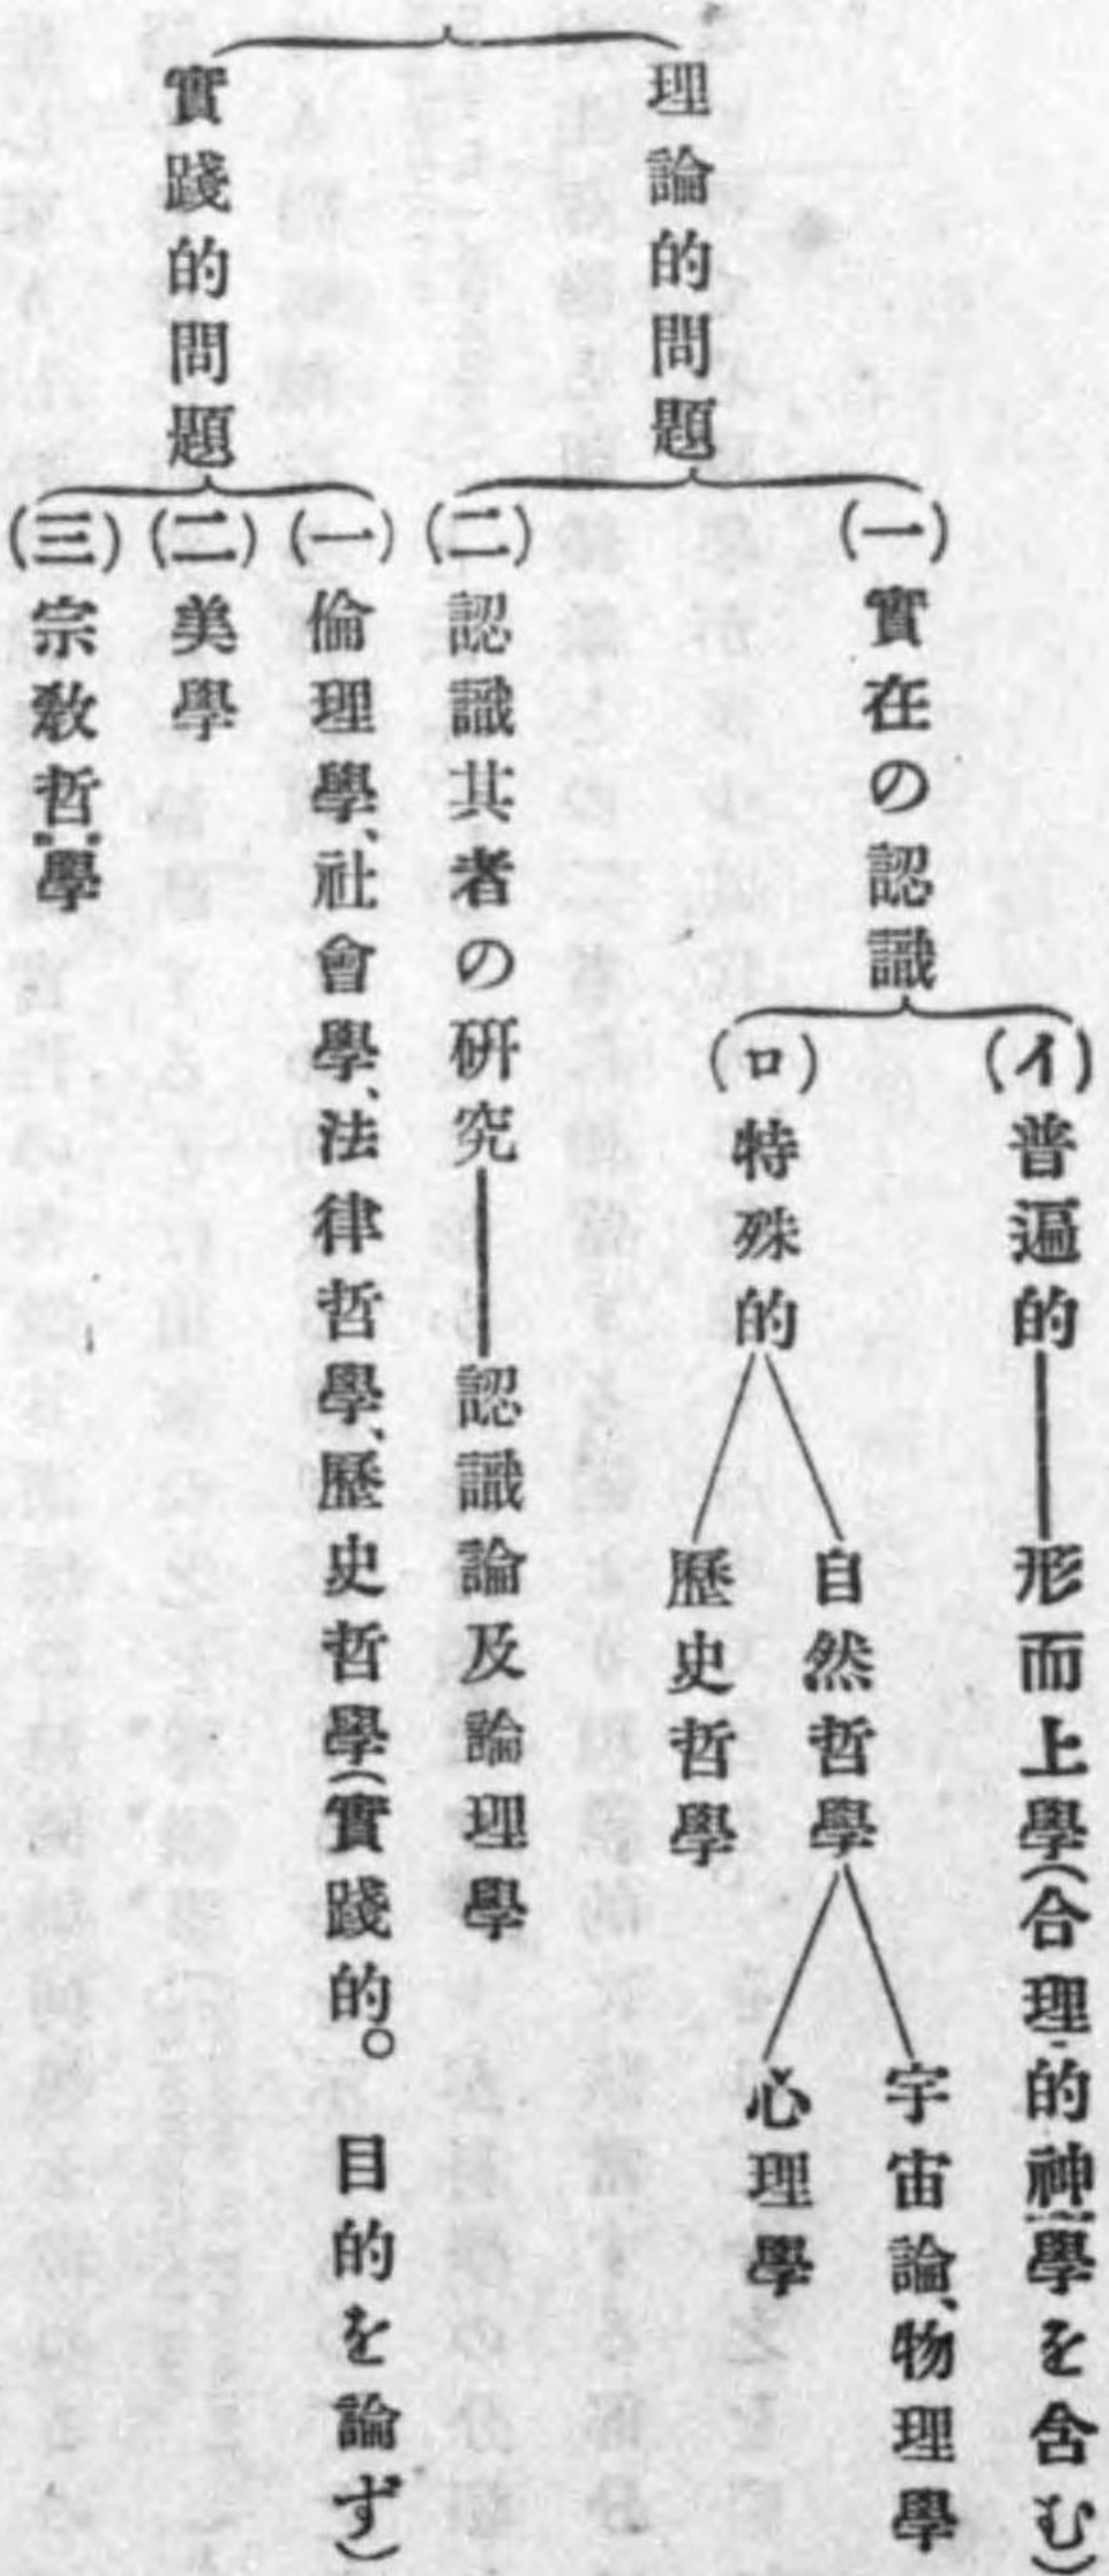 理論的問題
(一)實在の認識
(イ)普遍的――形而上學(合理的神學を含む)
(ロ)特殊的
自然哲學
宇宙論、物理學
心理學
歷史哲學
(二)認識其者の硏究――認識論及論理學
實踐的問題
(一)倫理學、社會學、法律哲學、歷史哲學(實踐的。目的を論ず)
(二)美學
(三)宗敎哲學